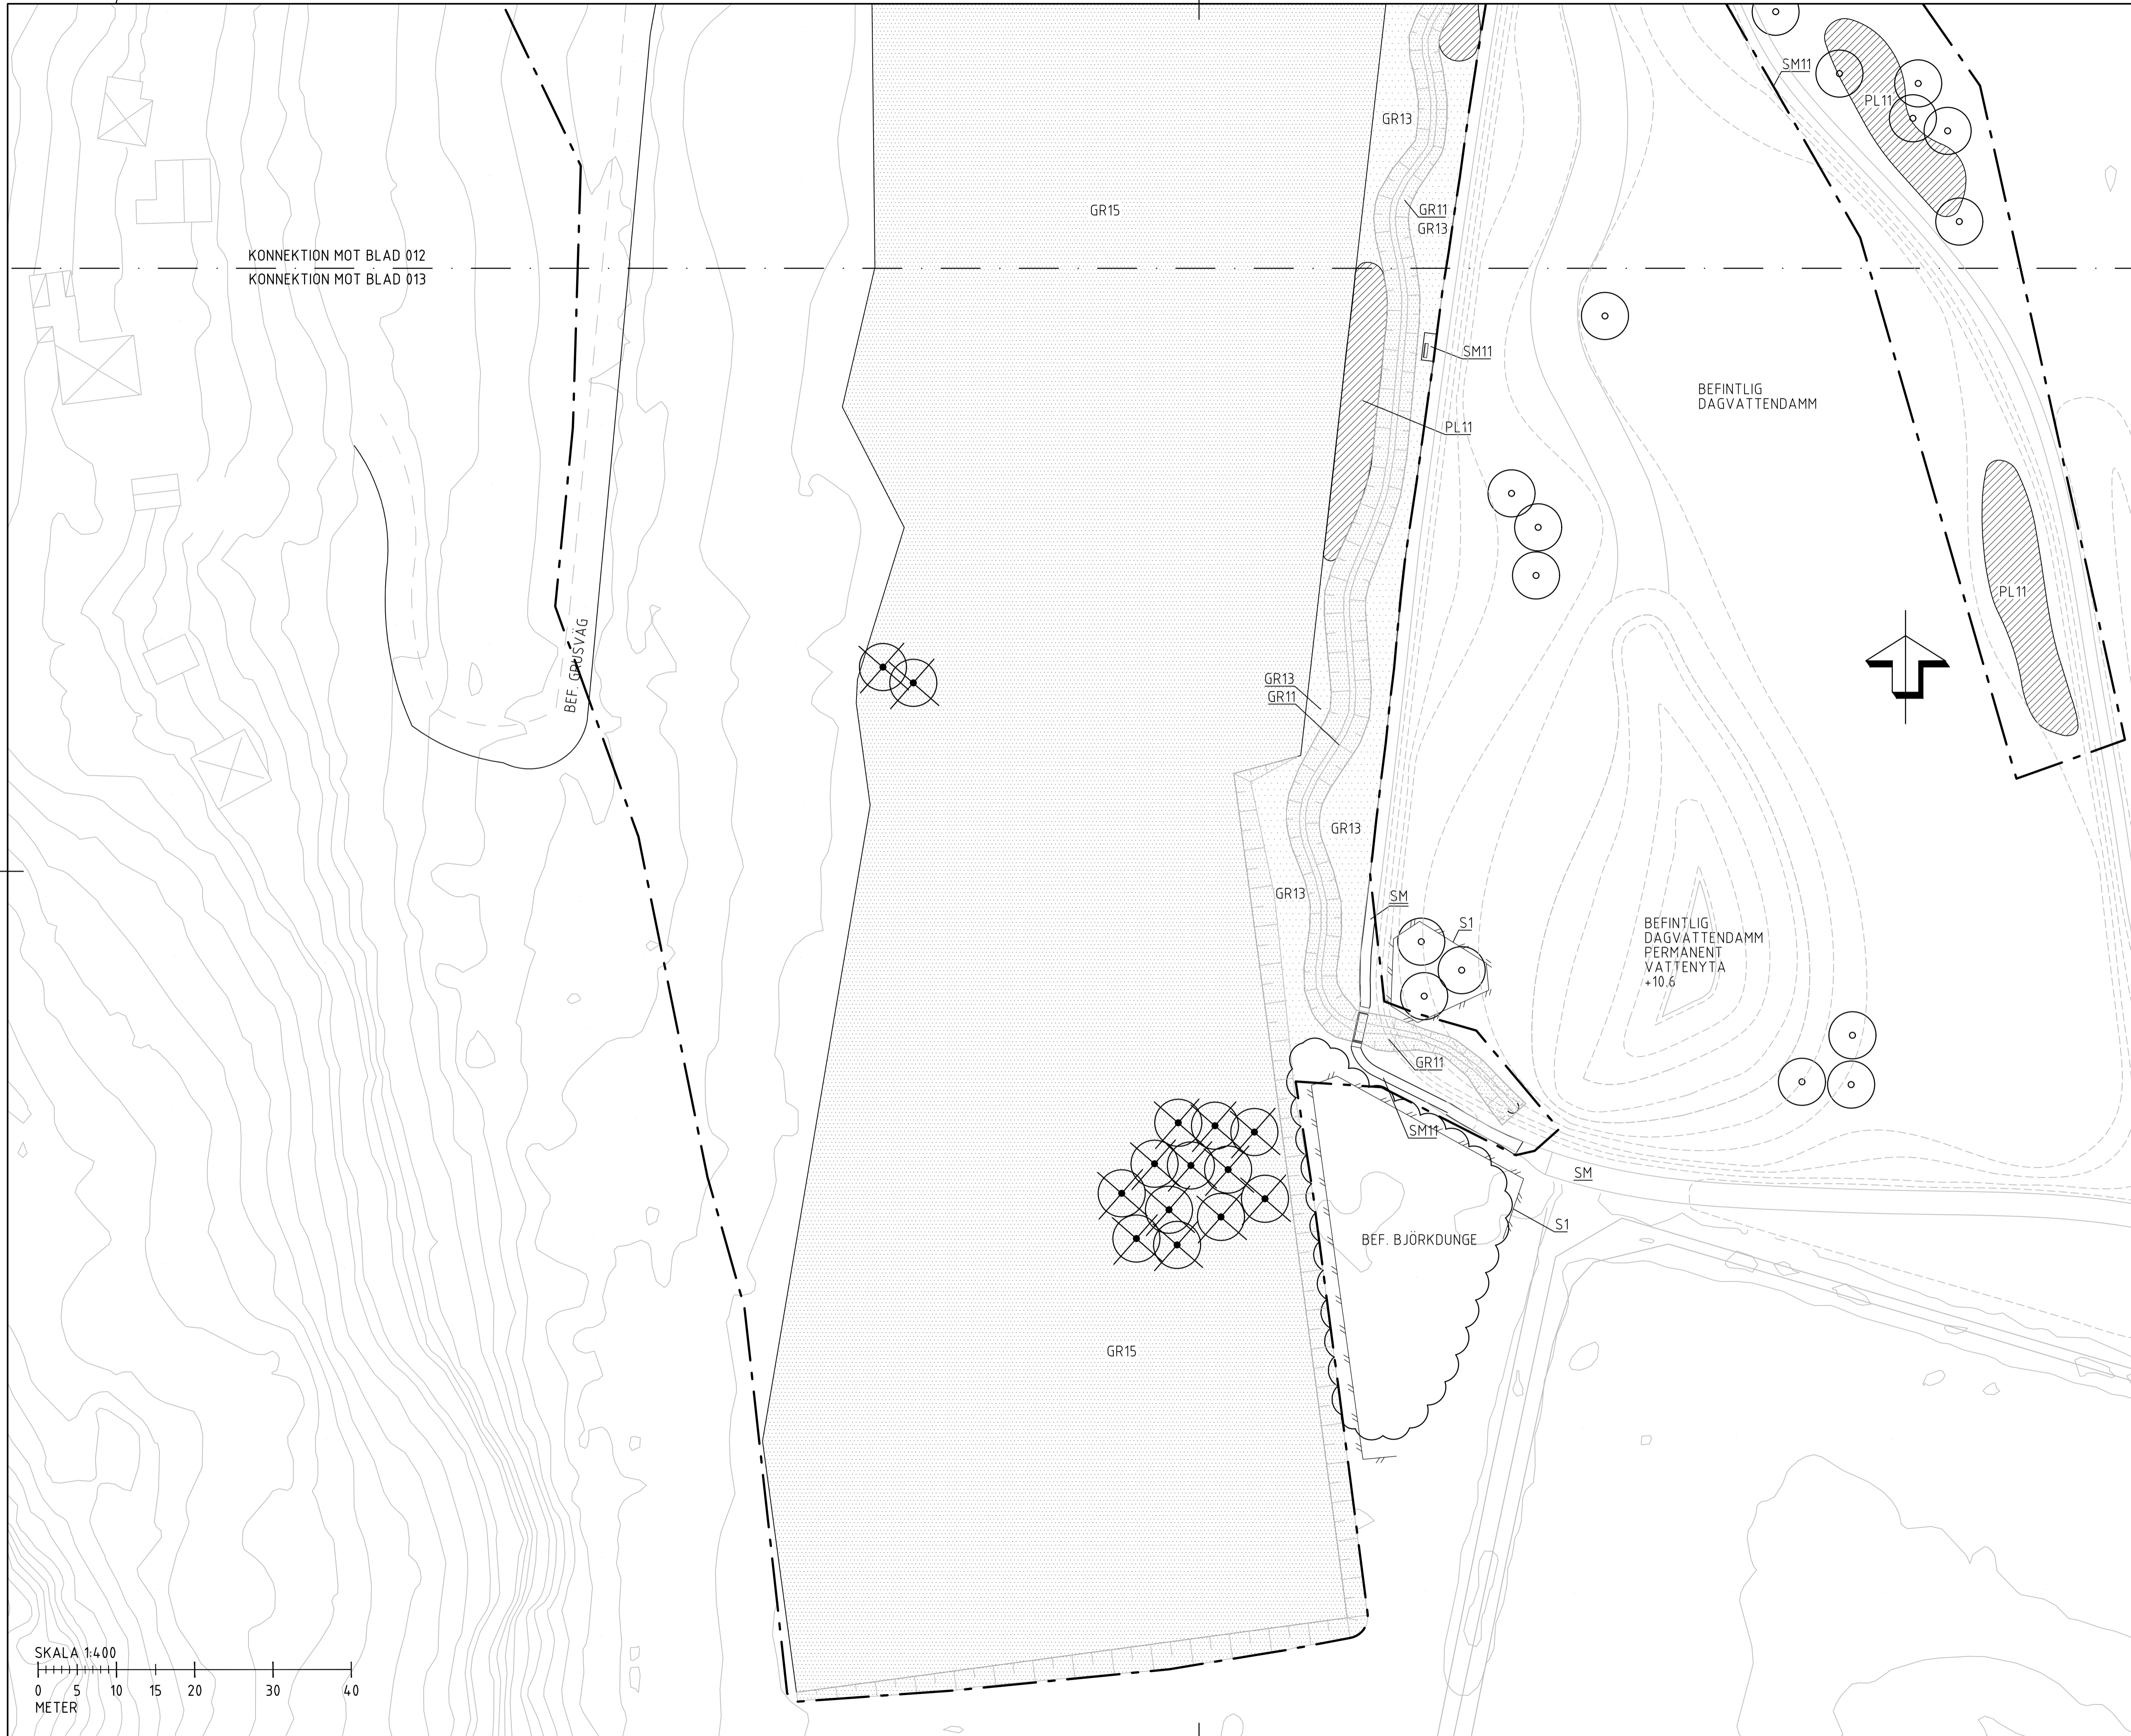 SM11
PL11
GR13
GR15
GR11
GR13
KONNEKTION MOT BLAD 012
KONNEKTION MOT BLAD 013
SM11
BEFINTLIG
DAGVATTENDAMM
PL11
PL11
BEF. GRUSVÄG
GR13
GR11
GR13
GR13
SM
S1
BEFINTLIG
DAGVATTENDAMM
PERMANENT
VATTENYTA
+10,6
GR11
SM11
SM
S1
BEF. BJÖRKDUNGE
GR15
SKALA 1:400
0 5 10 15 20 30 40
METER